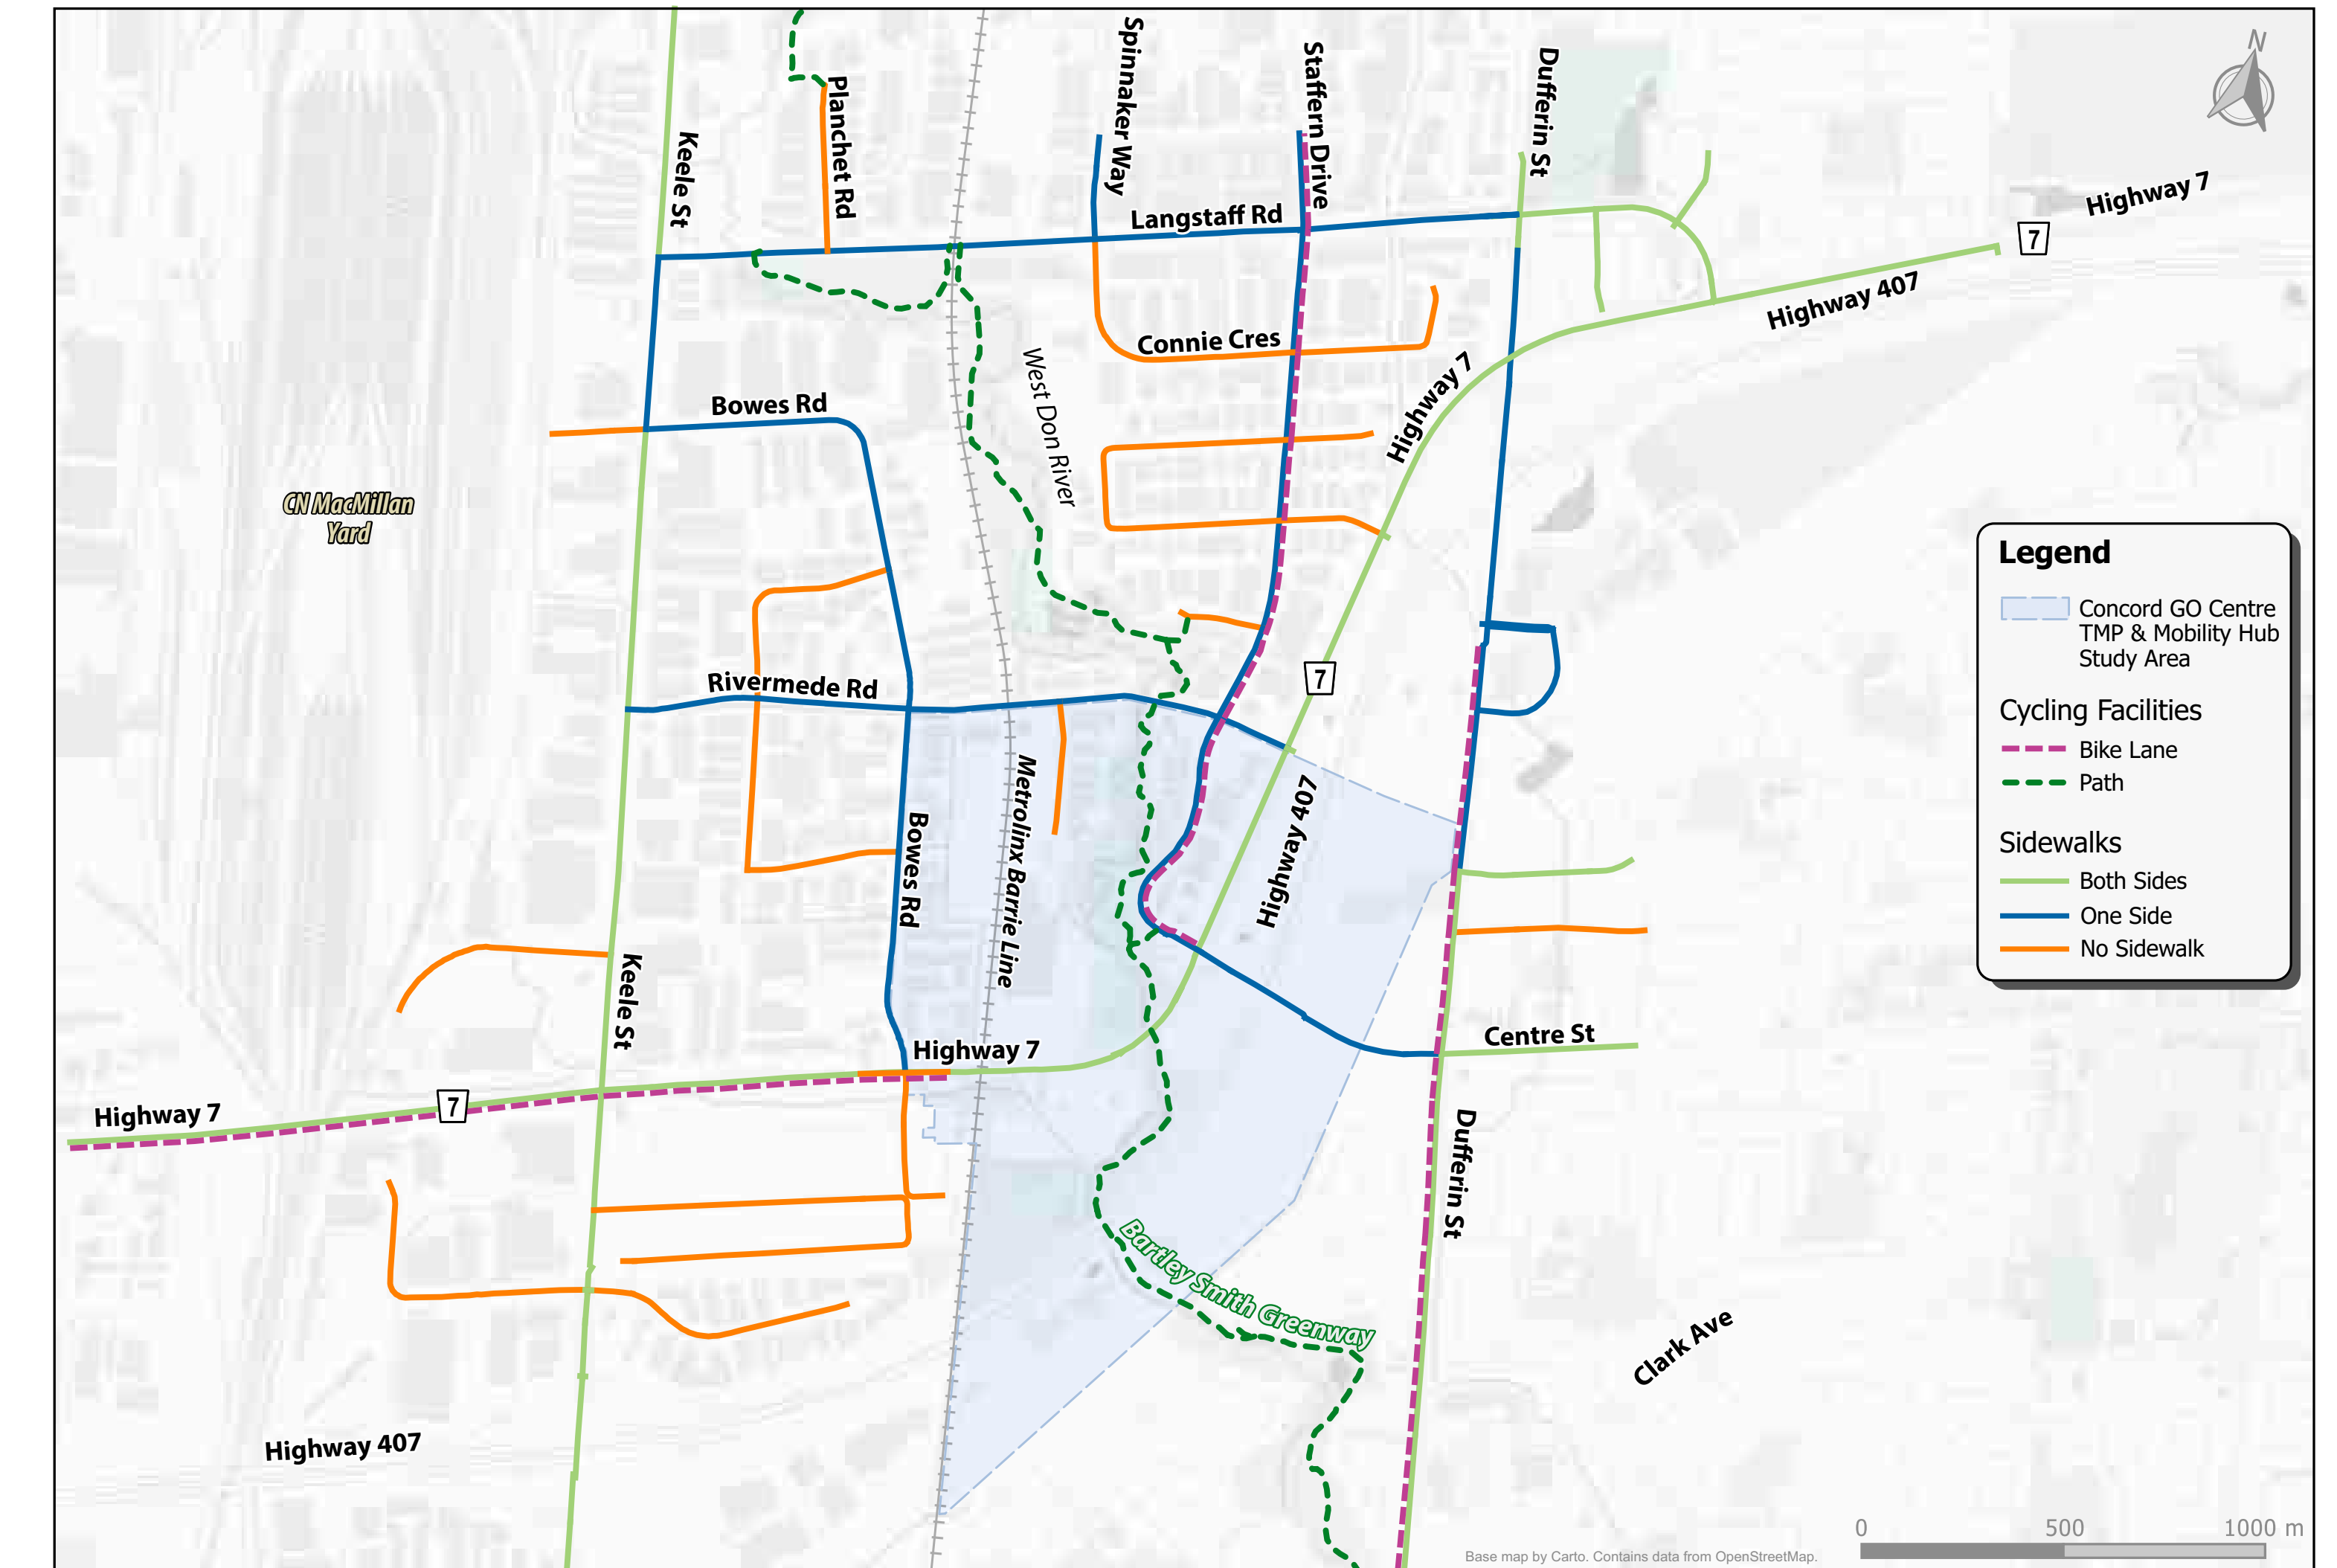 N
Spinnaker Way
Staffern Drive
Dufferin St
Planchet Rd
Keele St
Highway 7
7
Langstaff Rd
Highway 407
Connie Cres
West Don River
Highway 7
Bowes Rd
CN MacMillan
Yard
Legend
Concord GO Centre
TMP & Mobility Hub
Study Area
Cycling Facilities
Bike Lane
Path
Sidewalks
Both Sides
One Side
No Sidewalk
7
Rivermede Rd
Metrolinx Barrie Line
Highway 407
Bowes Rd
Keele St
Highway 7
Centre St
Highway 7
7
Dufferin St
Bartley Smith Greenway
Clark Ave
Highway 407
0 500 1000 m
Base map by Carto. Contains data from OpenStreetMap.